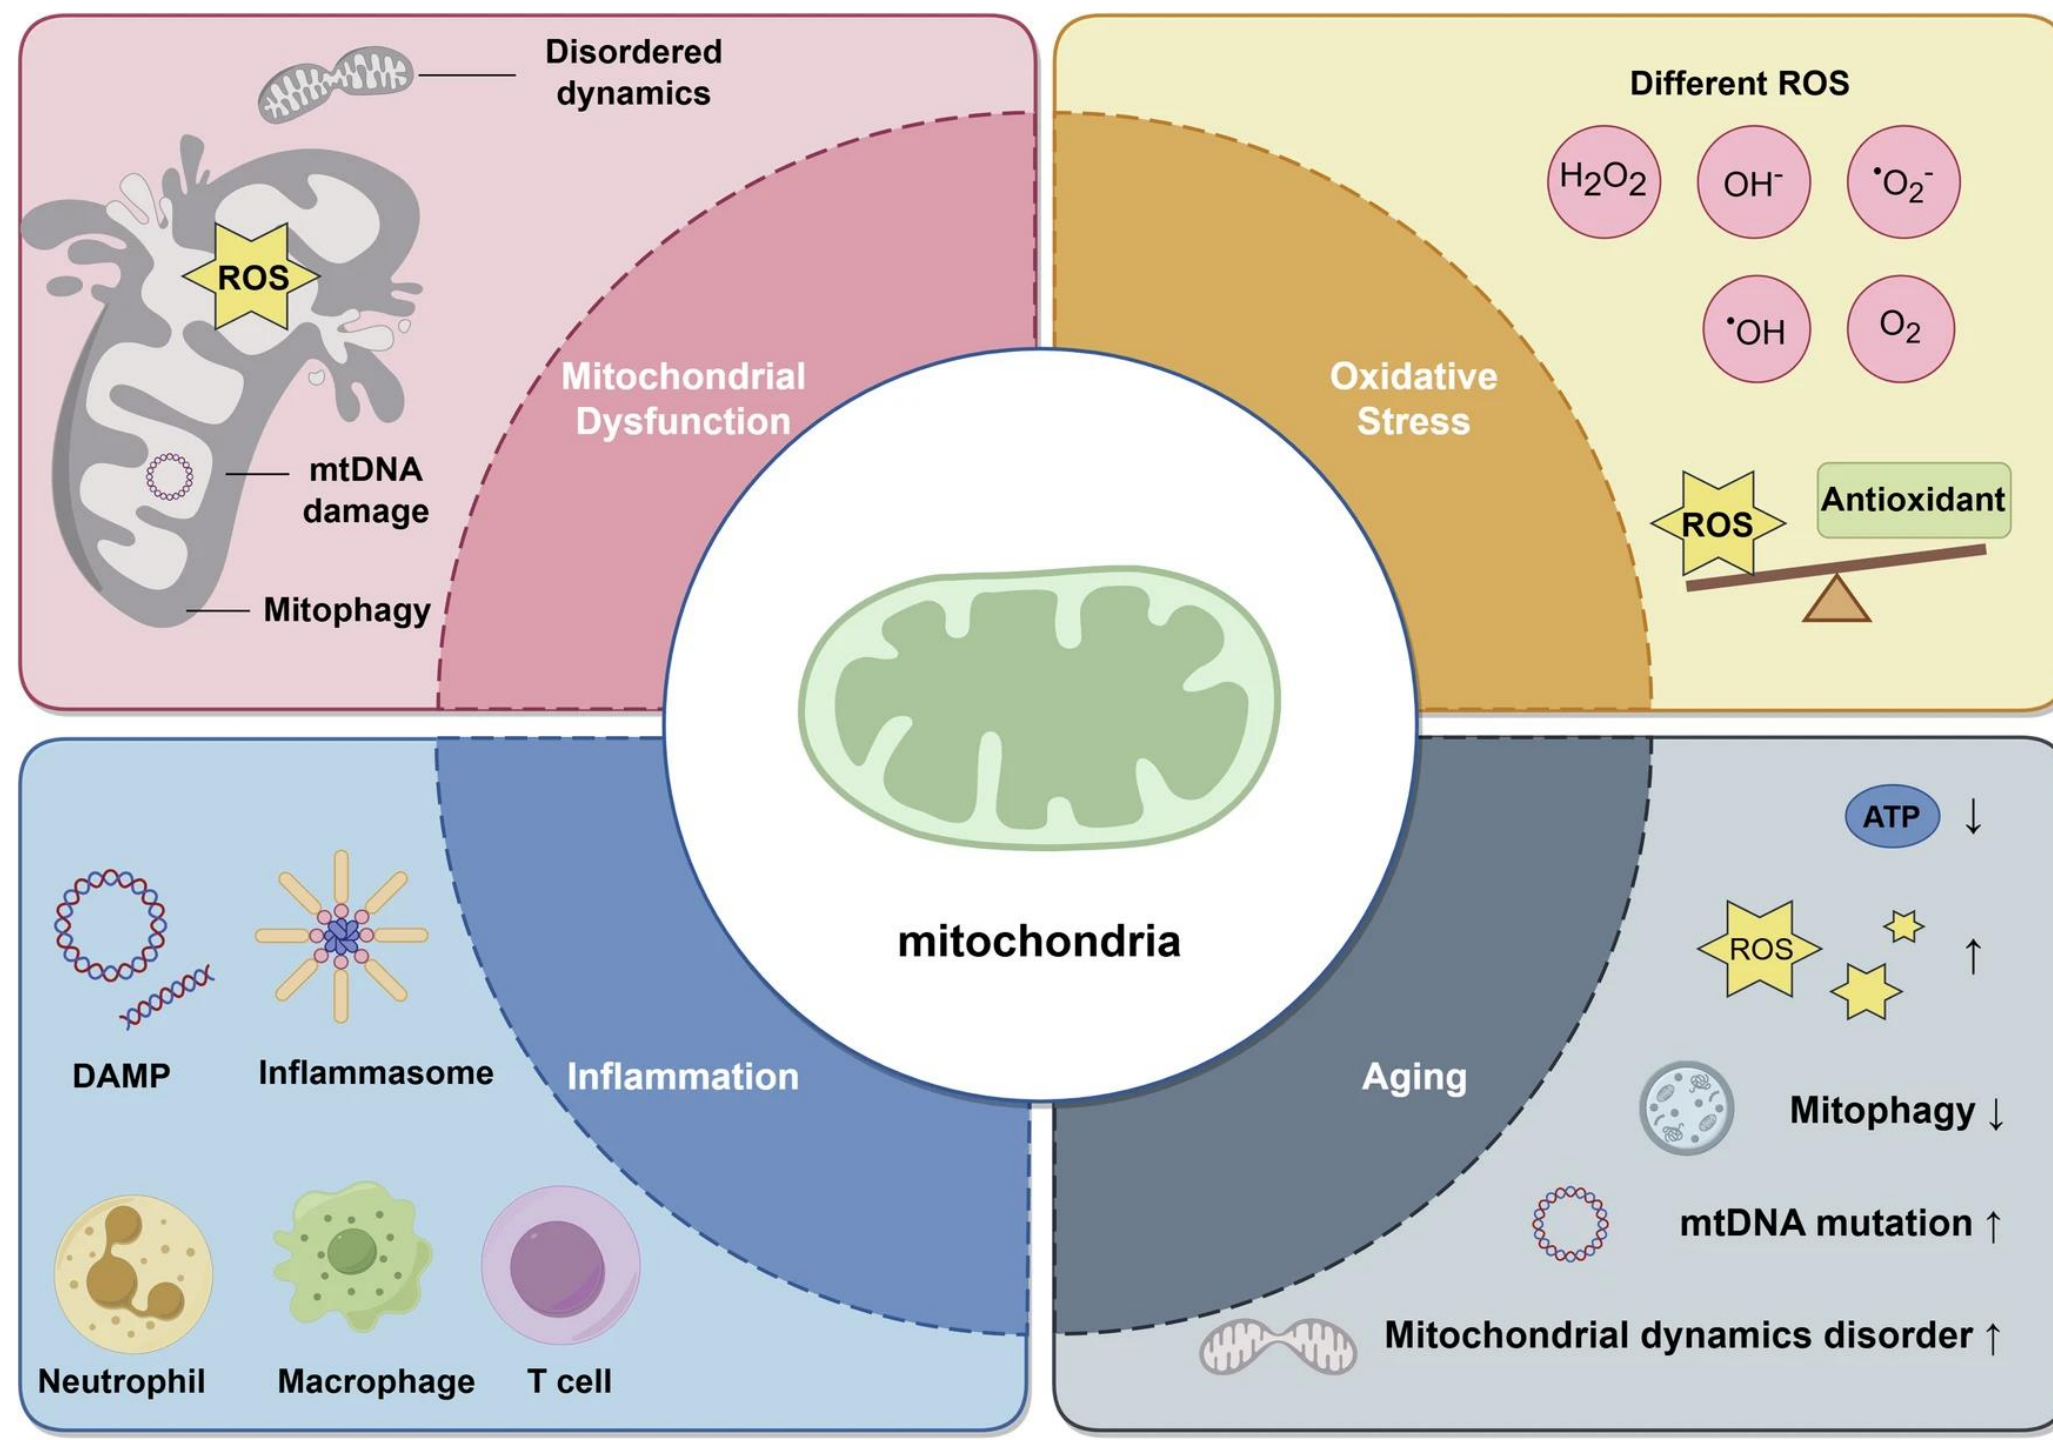 Disordered
dynamics
ROS
mtDNA
damage
Mitophagy
Mitochondrial
Dysfunction
Different ROS
H₂O₂
OH⁻
•O₂⁻
•OH
O₂
Oxidative
Stress
ROS
Antioxidant
mitochondria
DAMP
Inflammasome
Inflammation
Neutrophil
Macrophage
T cell
Aging
ATP ↓
ROS ↑
Mitophagy ↓
mtDNA mutation ↑
Mitochondrial dynamics disorder ↑